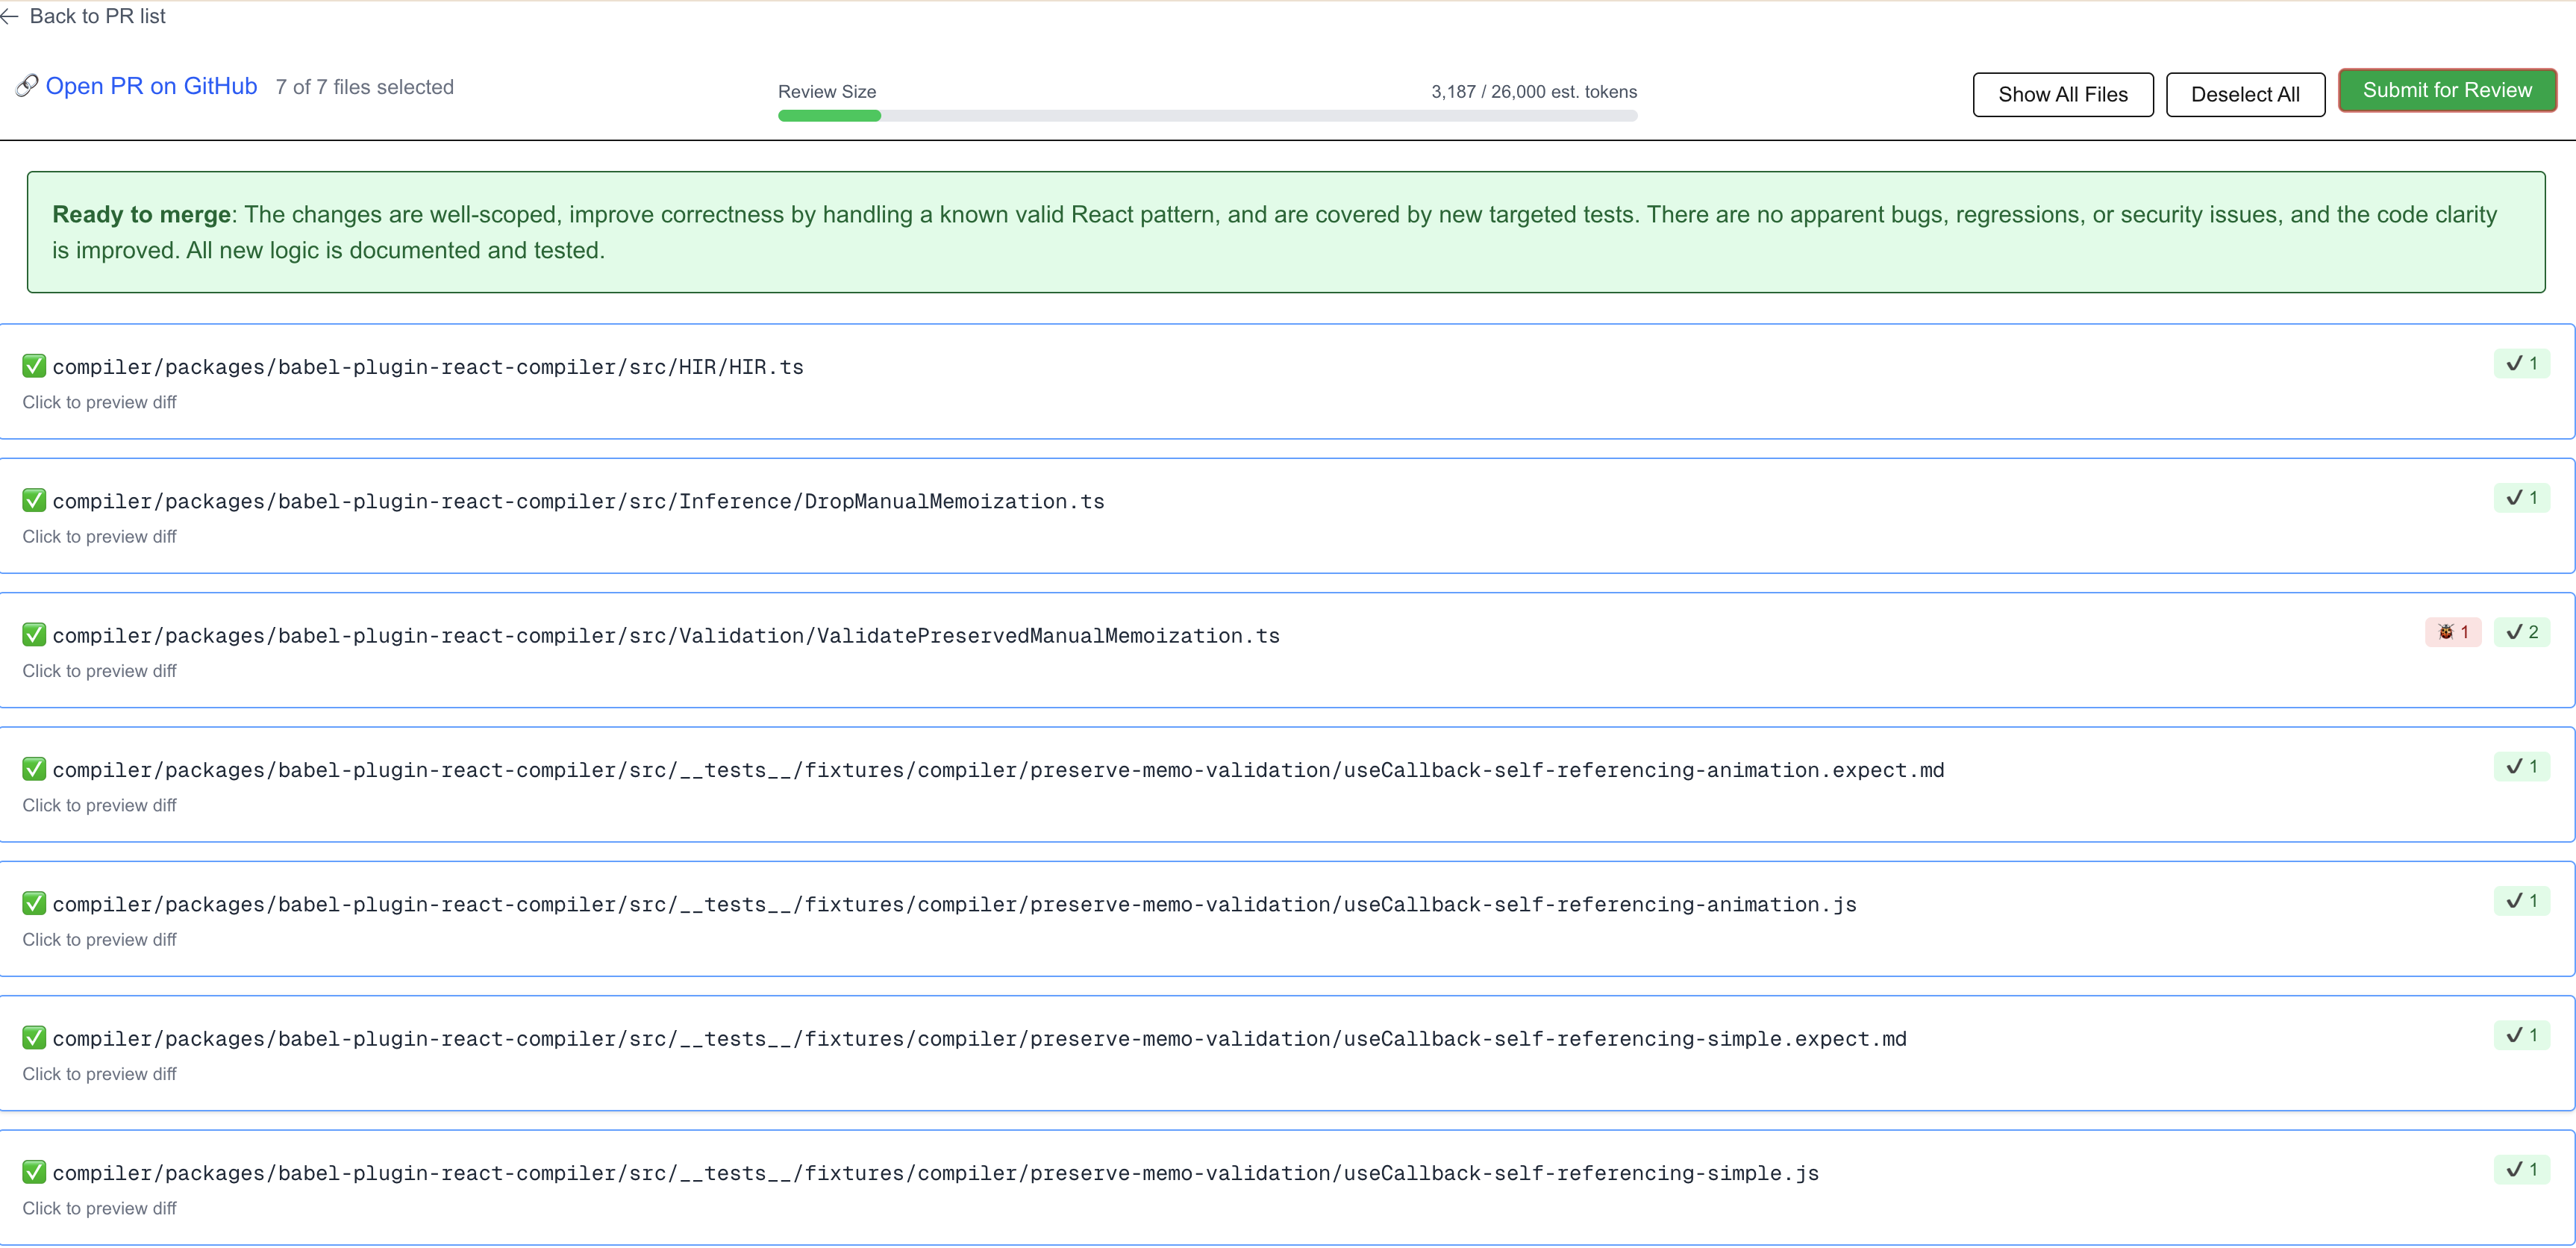 ← Back to PR list
🔗 Open PR on GitHub 7 of 7 files selected
Review Size 3,187 / 26,000 est. tokens
Show All Files Deselect All Submit for Review
Ready to merge: The changes are well-scoped, improve correctness by handling a known valid React pattern, and are covered by new targeted tests. There are no apparent bugs, regressions, or security issues, and the code clarity
is improved. All new logic is documented and tested.
✅ compiler/packages/babel-plugin-react-compiler/src/HIR/HIR.ts ✔ 1
Click to preview diff
✅ compiler/packages/babel-plugin-react-compiler/src/Inference/DropManualMemoization.ts ✔ 1
Click to preview diff
✅ compiler/packages/babel-plugin-react-compiler/src/Validation/ValidatePreservedManualMemoization.ts 🐞 1 ✔ 2
Click to preview diff
✅ compiler/packages/babel-plugin-react-compiler/src/__tests__/fixtures/compiler/preserve-memo-validation/useCallback-self-referencing-animation.expect.md ✔ 1
Click to preview diff
✅ compiler/packages/babel-plugin-react-compiler/src/__tests__/fixtures/compiler/preserve-memo-validation/useCallback-self-referencing-animation.js ✔ 1
Click to preview diff
✅ compiler/packages/babel-plugin-react-compiler/src/__tests__/fixtures/compiler/preserve-memo-validation/useCallback-self-referencing-simple.expect.md ✔ 1
Click to preview diff
✅ compiler/packages/babel-plugin-react-compiler/src/__tests__/fixtures/compiler/preserve-memo-validation/useCallback-self-referencing-simple.js ✔ 1
Click to preview diff